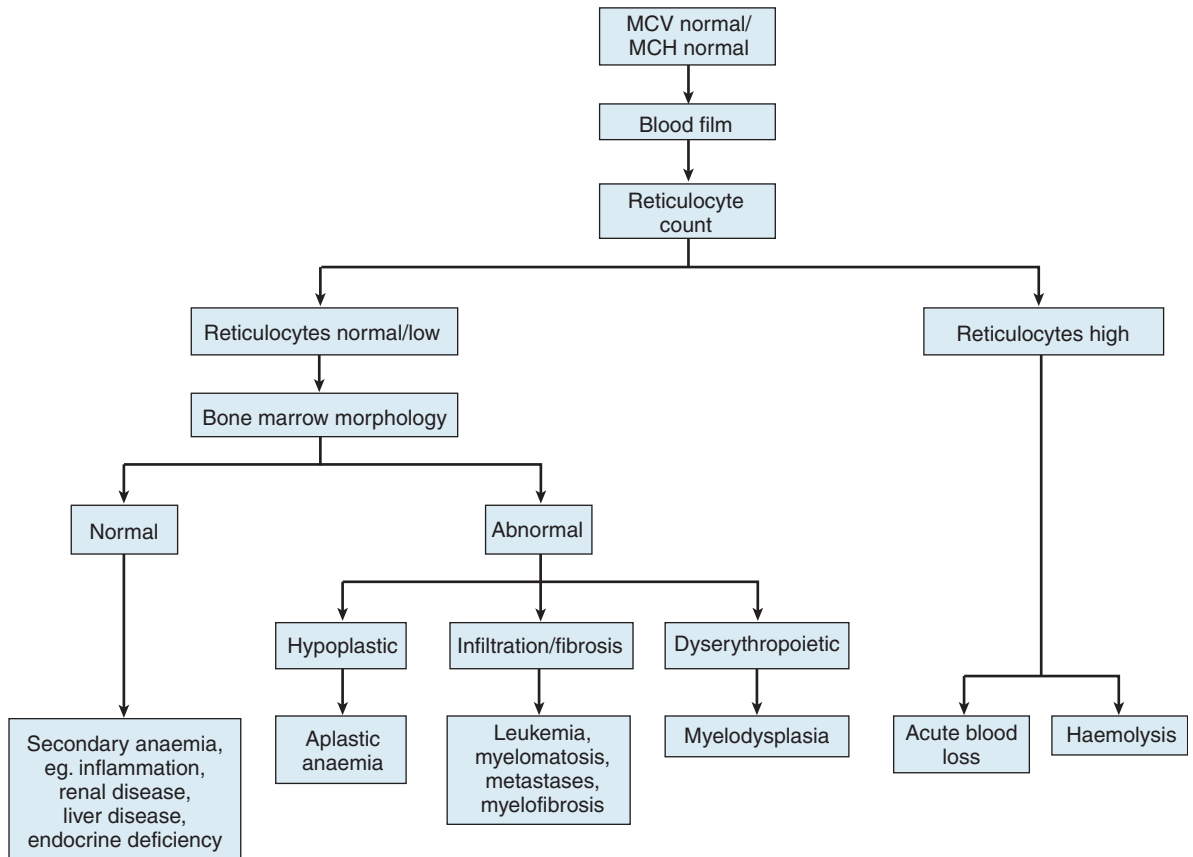 MCV normal/
MCH normal
Blood film
Reticulocyte
count
Reticulocytes normal/low
Reticulocytes high
Bone marrow morphology
Normal
Abnormal
Hypoplastic
Infiltration/fibrosis
Dyserythropoietic
Secondary anaemia,
eg. inflammation,
renal disease,
liver disease,
endocrine deficiency
Aplastic
anaemia
Leukemia,
myelomatosis,
metastases,
myelofibrosis
Myelodysplasia
Acute blood
loss
Haemolysis